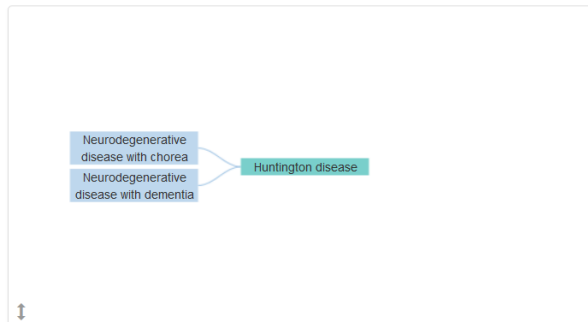 Neurodegenerative
disease with chorea
Huntington disease
Neurodegenerative
disease with dementia